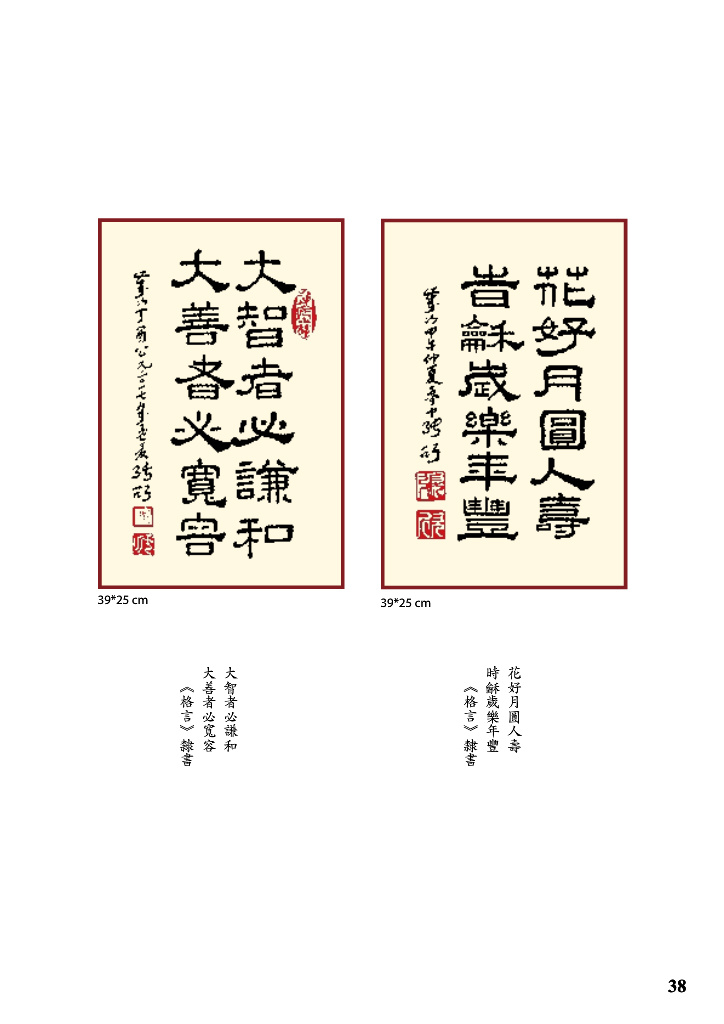 花好月圓人壽
旹龢歲樂年豐
39*25 cm
大智者必謙和
大善者必寬容
39*25 cm
花好月圓人壽
時龢歲樂年豐
《格言》隸書
大智者必謙和
大善者必寬容
《格言》隸書
38